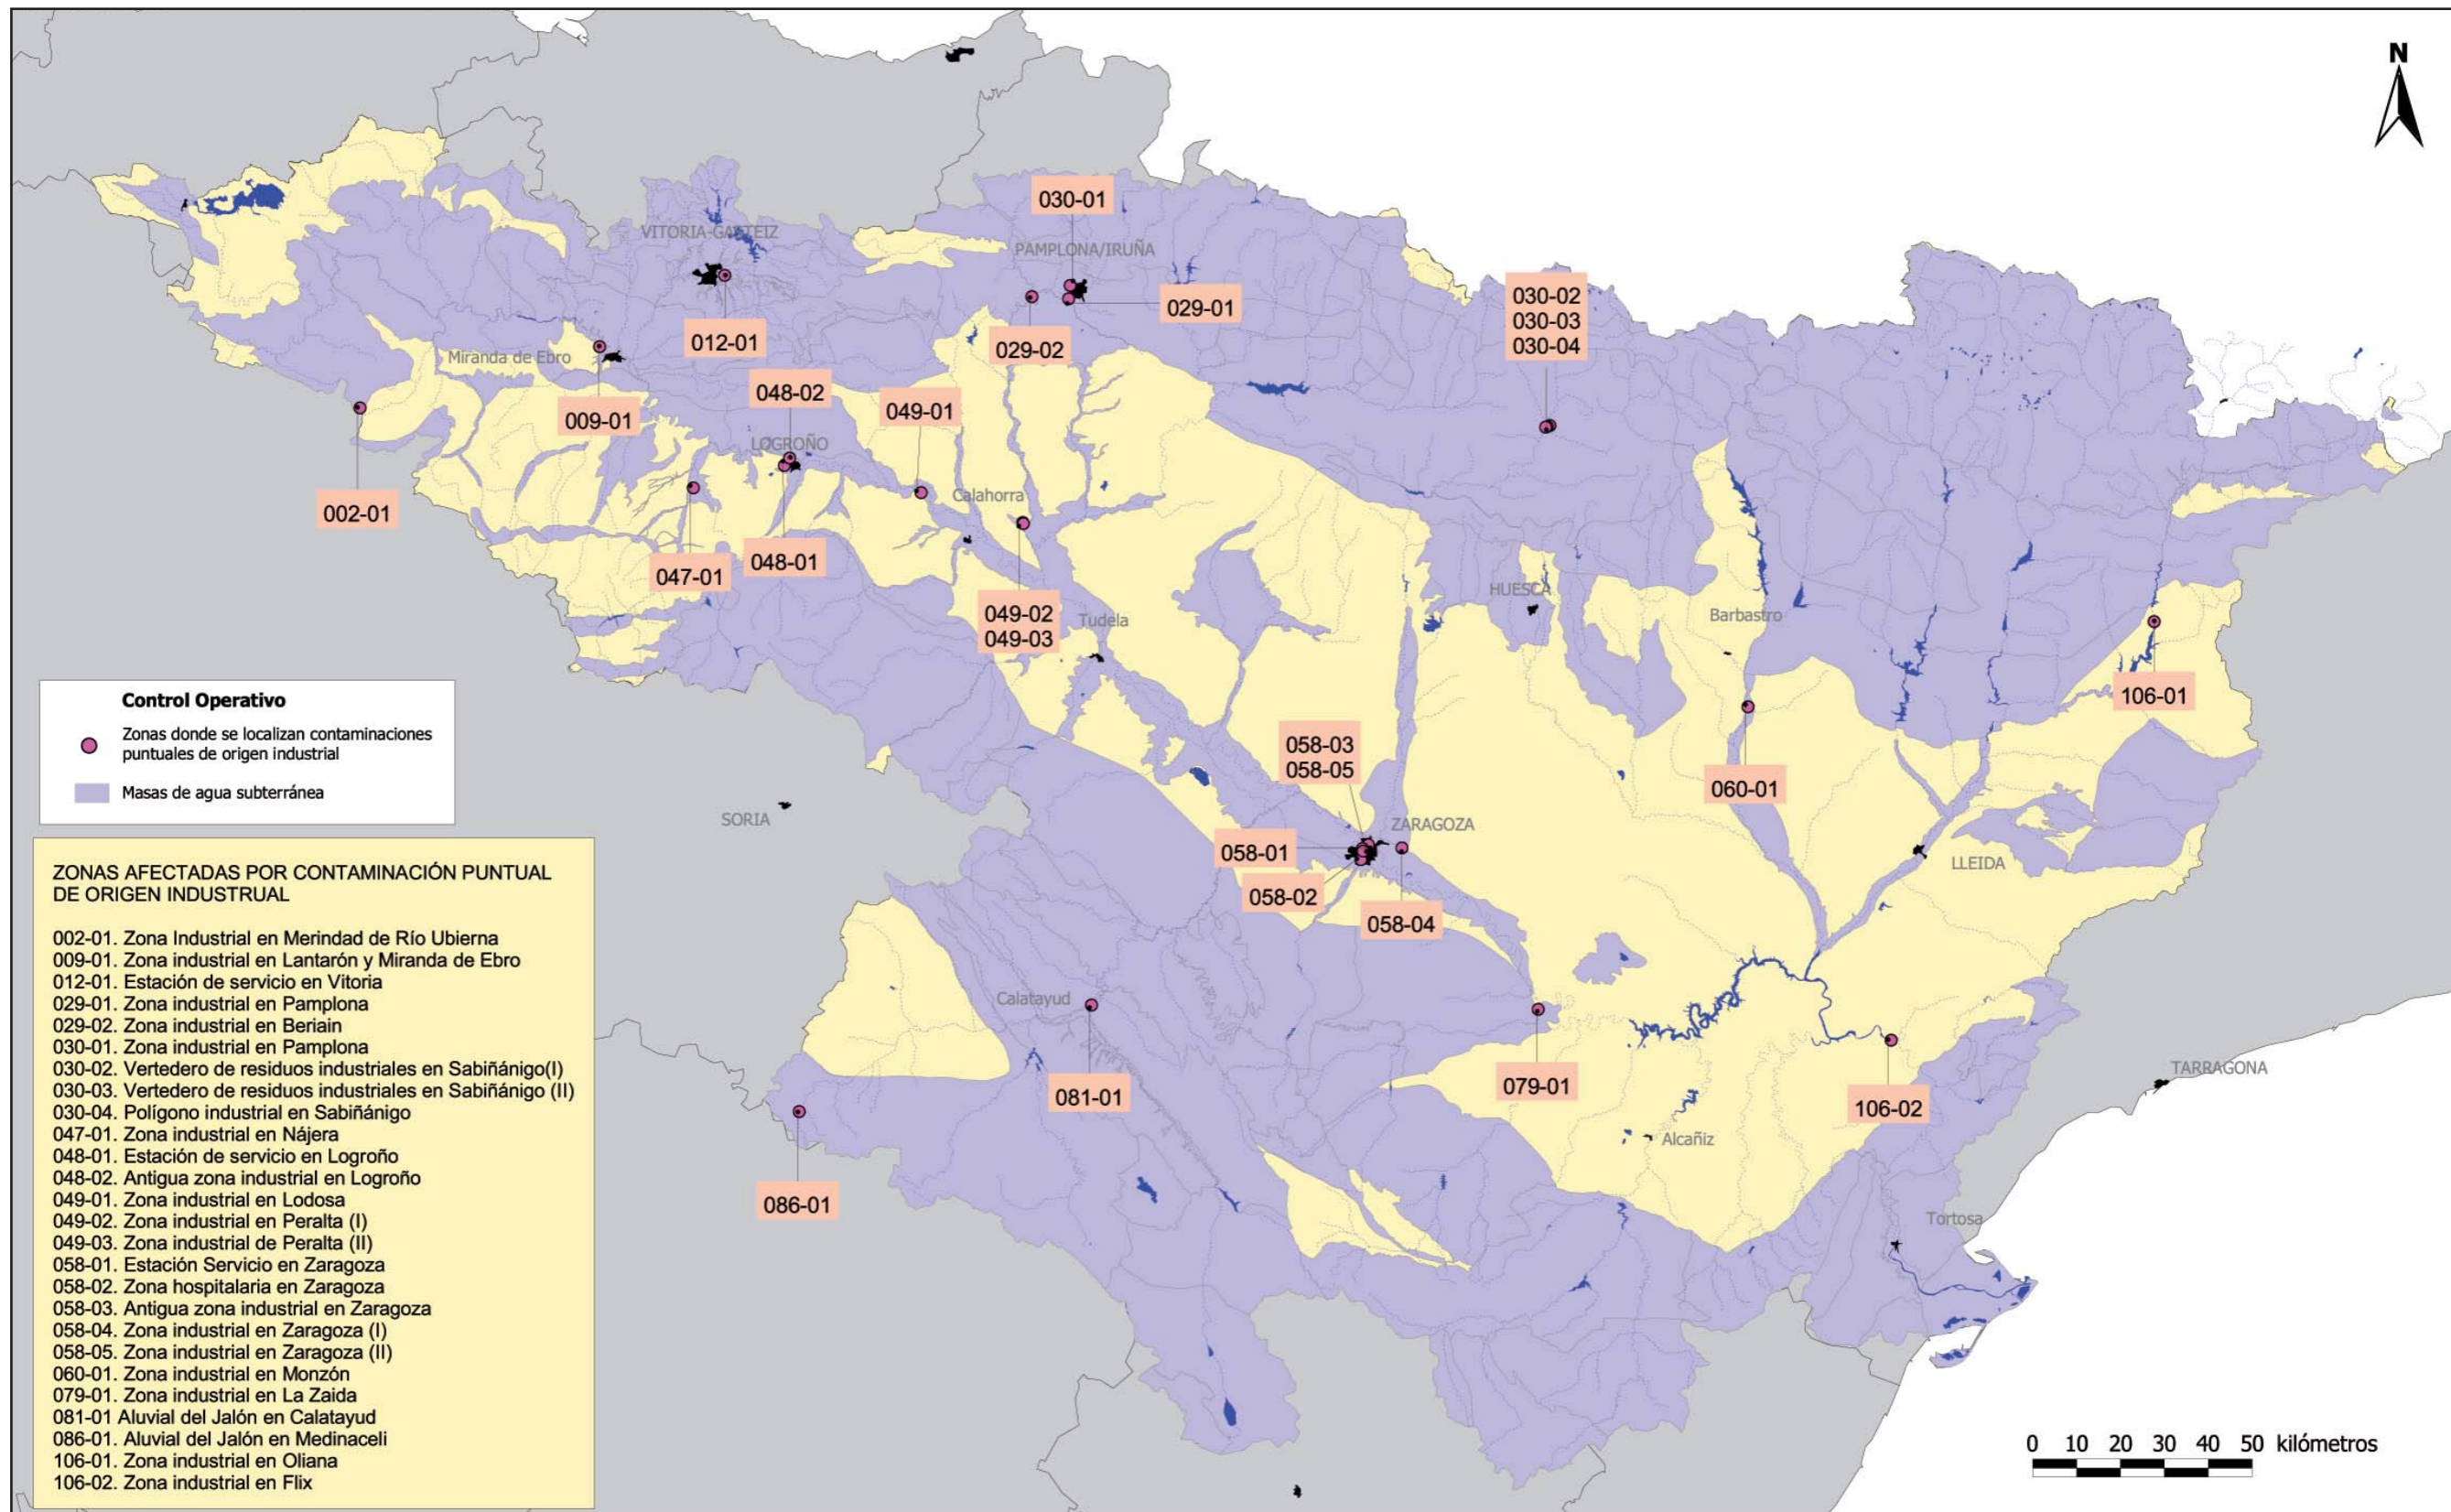 N
030-01
VITORIA-GASTEIZ
PAMPLONA/IRUÑA
030-02
030-03
030-04
029-01
012-01
029-02
Miranda de Ebro
048-02
049-01
009-01
LOGROÑO
Calahorra
002-01
047-01
048-01
HUESCA
049-02
049-03
Tudela
Barbastro
106-01
Control Operativo
Zonas donde se localizan contaminaciones
puntuales de origen industrial
Masas de agua subterránea
058-03
058-05
060-01
SORIA
ZARAGOZA
058-01
LLEIDA
058-02
058-04
ZONAS AFECTADAS POR CONTAMINACIÓN PUNTUAL
DE ORIGEN INDUSTRUAL
002-01. Zona Industrial en Merindad de Río Ubierna
009-01. Zona industrial en Lantarón y Miranda de Ebro
012-01. Estación de servicio en Vitoria
029-01. Zona industrial en Pamplona
029-02. Zona industrial en Beriain
030-01. Zona industrial en Pamplona
030-02. Vertedero de residuos industriales en Sabiñánigo(I)
030-03. Vertedero de residuos industriales en Sabiñánigo (II)
030-04. Polígono industrial en Sabiñánigo
047-01. Zona industrial en Nájera
048-01. Estación de servicio en Logroño
048-02. Antigua zona industrial en Logroño
049-01. Zona industrial en Lodosa
049-02. Zona industrial en Peralta (I)
049-03. Zona industrial de Peralta (II)
058-01. Estación Servicio en Zaragoza
058-02. Zona hospitalaria en Zaragoza
058-03. Antigua zona industrial en Zaragoza
058-04. Zona industrial en Zaragoza (I)
058-05. Zona industrial en Zaragoza (II)
060-01. Zona industrial en Monzón
079-01. Zona industrial en La Zaida
081-01 Aluvial del Jalón en Calatayud
086-01. Aluvial del Jalón en Medinaceli
106-01. Zona industrial en Oliana
106-02. Zona industrial en Flix
Calatayud
TARRAGONA
079-01
081-01
106-02
Alcañiz
086-01
Tortosa
0 10 20 30 40 50 kilómetros